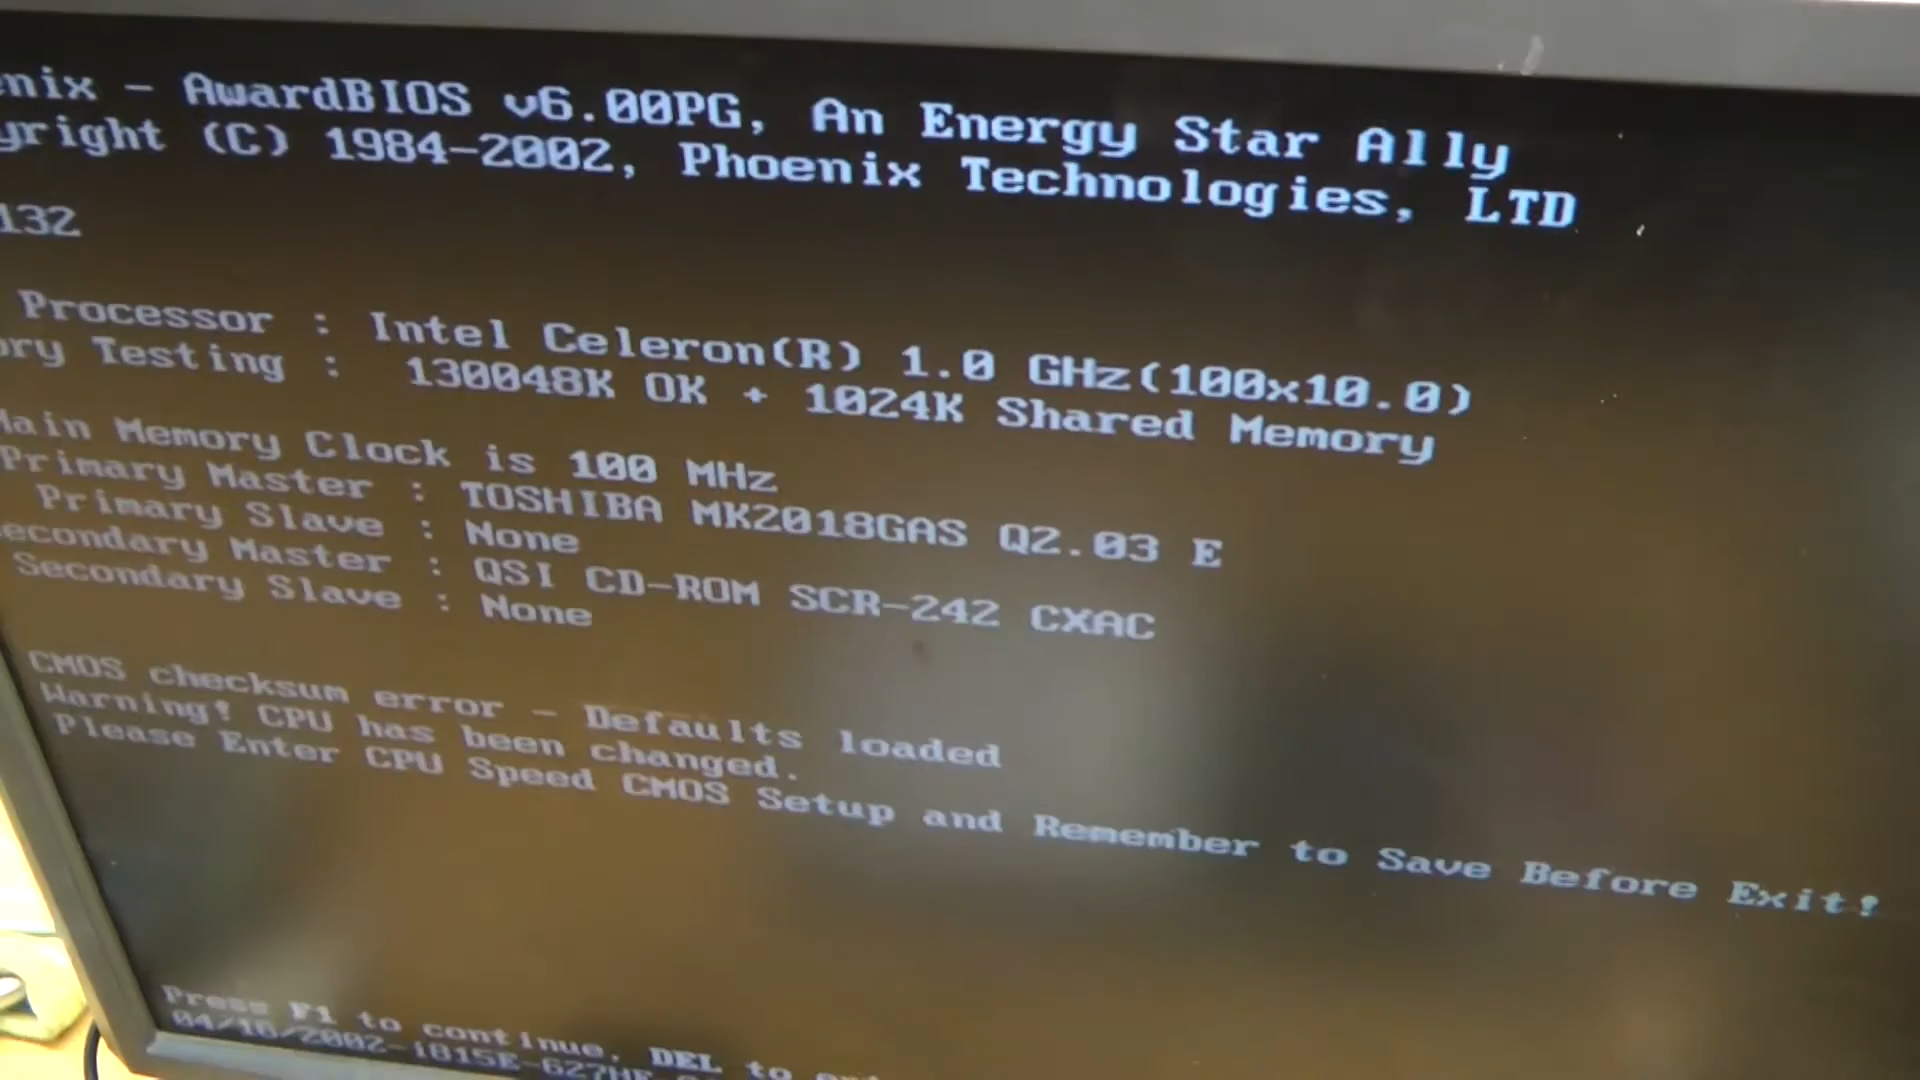 nix - AwardBIOS v6.00PG, An Energy Star Ally
yright (C) 1984-2002, Phoenix Technologies, LTD
132
Processor : Intel Celeron(R) 1.0 GHz(100x10.0)
ory Testing : 130048K OK + 1024K Shared Memory
Main Memory Clock is 100 MHz
Primary Master : TOSHIBA MK2018GAS Q2.03 E
Primary Slave : None
econdary Master : QSI CD-ROM SCR-242 CXAC
Secondary Slave : None
CMOS checksum error - Defaults loaded
Warning! CPU has been changed.
Please Enter CPU Speed CMOS Setup and Remember to Save Before Exit!
Press F1 to continue, DEL to
04/16/2002-i815E-627HF